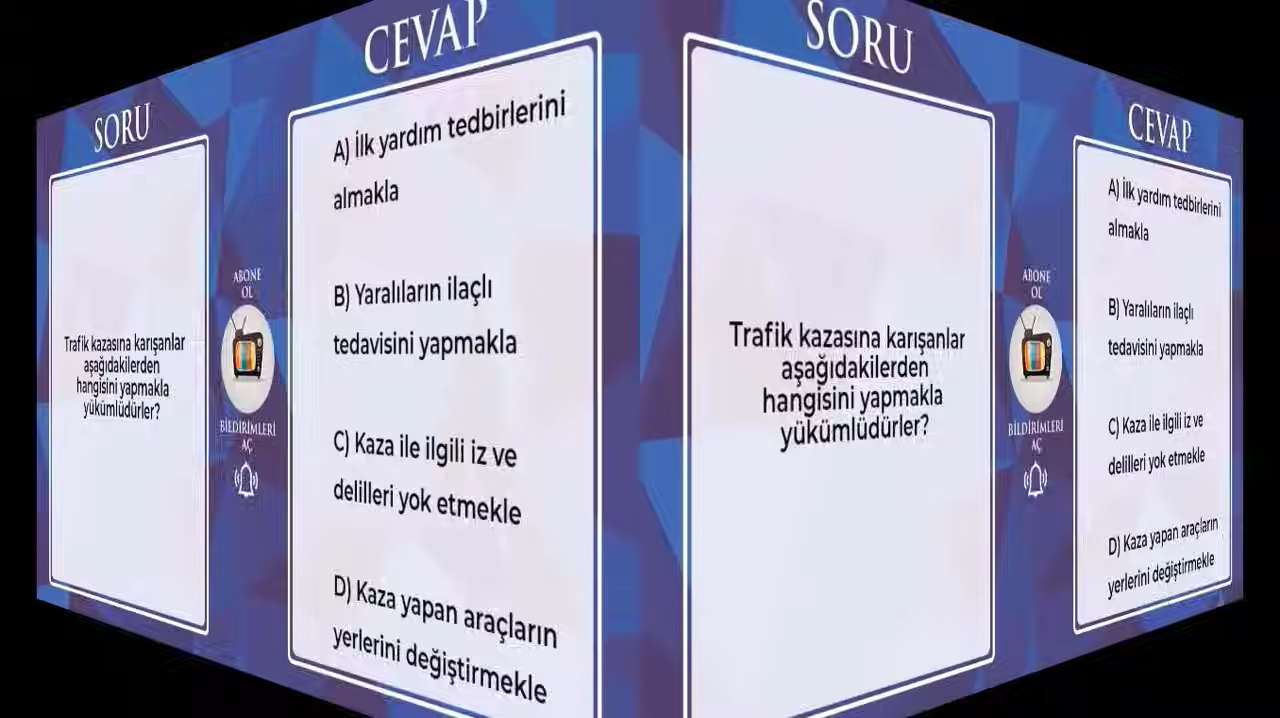 SORU
Trafik kazasına karışanlar
aşağıdakilerden
hangisini yapmakla
yükümlüdürler?
ABONE
OL
BİLDİRİMLERİ
AÇ
CEVAP
A) İlk yardım tedbirlerini
almakla
B) Yaralıların ilaçlı
tedavisini yapmakla
C) Kaza ile ilgili iz ve
delilleri yok etmekle
D) Kaza yapan araçların
yerlerini değiştirmekle
SORU
Trafik kazasına karışanlar
aşağıdakilerden
hangisini yapmakla
yükümlüdürler?
ABONE
OL
BİLDİRİMLERİ
AÇ
CEVAP
A) İlk yardım tedbirlerini
almakla
B) Yaralıların ilaçlı
tedavisini yapmakla
C) Kaza ile ilgili iz ve
delilleri yok etmekle
D) Kaza yapan araçların
yerlerini değiştirmekle